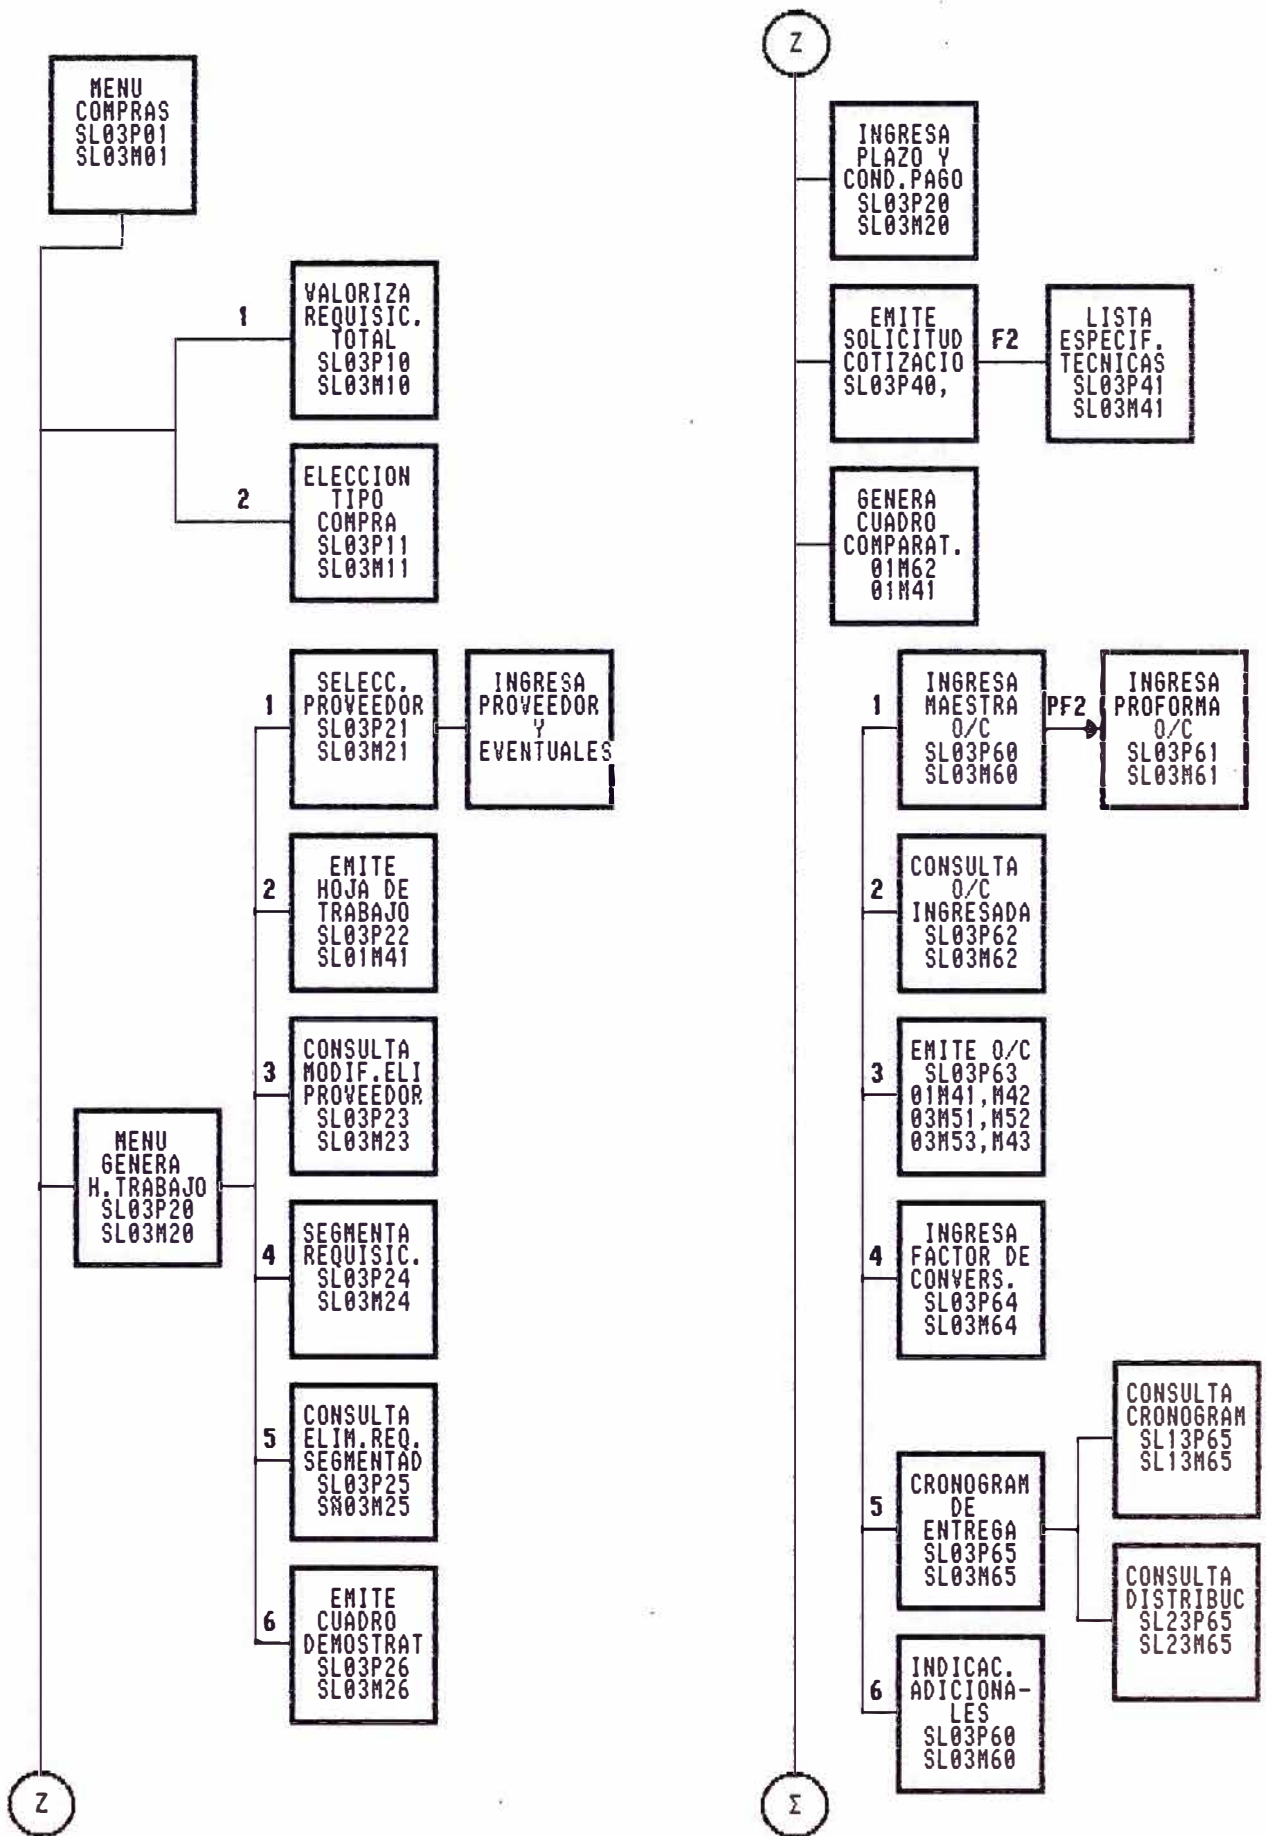 MENU
COMPRAS
SL03P01
SL03M01
1
VALORIZA
REQUISIC.
TOTAL
SL03P10
SL03M10
2
ELECCION
TIPO
COMPRA
SL03P11
SL03M11
1
SELECC.
PROVEEDOR
SL03P21
SL03M21
INGRESA
PROVEEDOR
Y
EVENTUALES
2
EMITE
HOJA DE
TRABAJO
SL03P22
SL01M41
3
CONSULTA
MODIF.ELI
PROVEEDOR
SL03P23
SL03M23
MENU
GENERA
H.TRABAJO
SL03P20
SL03M20
4
SEGMENTA
REQUISIC.
SL03P24
SL03M24
5
CONSULTA
ELIM.REQ.
SEGMENTAD
SL03P25
SÑ03M25
6
EMITE
CUADRO
DEMOSTRAT
SL03P26
SL03M26
Z
Z
INGRESA
PLAZO Y
COND.PAGO
SL03P20
SL03M20
EMITE
SOLICITUD
COTIZACIO
SL03P40,
F2
LISTA
ESPECIF.
TECNICAS
SL03P41
SL03M41
GENERA
CUADRO
COMPARAT.
01M62
01M41
1
INGRESA
MAESTRA
O/C
SL03P60
SL03M60
PF2
INGRESA
PROFORMA
O/C
SL03P61
SL03M61
2
CONSULTA
O/C
INGRESADA
SL03P62
SL03M62
3
EMITE O/C
SL03P63
01M41,M42
03M51,M52
03M53,M43
4
INGRESA
FACTOR DE
CONVERS.
SL03P64
SL03M64
5
CRONOGRAM
DE
ENTREGA
SL03P65
SL03M65
CONSULTA
CRONOGRAM
SL13P65
SL13M65
CONSULTA
DISTRIBUC
SL23P65
SL23M65
6
INDICAC.
ADICIONA-
LES
SL03P60
SL03M60
Σ